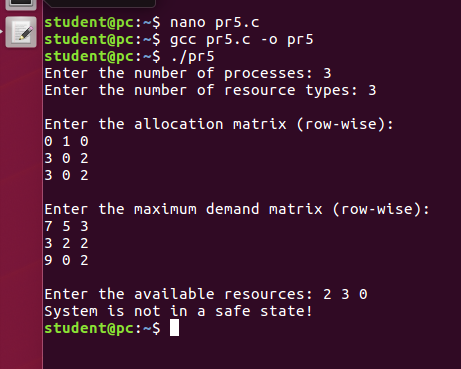 student@pc:~$ nano pr5.c
student@pc:~$ gcc pr5.c -o pr5
student@pc:~$ ./pr5
Enter the number of processes: 3
Enter the number of resource types: 3
Enter the allocation matrix (row-wise):
0 1 0
3 0 2
3 0 2
Enter the maximum demand matrix (row-wise):
7 5 3
3 2 2
9 0 2
Enter the available resources: 2 3 0
System is not in a safe state!
student@pc:~$